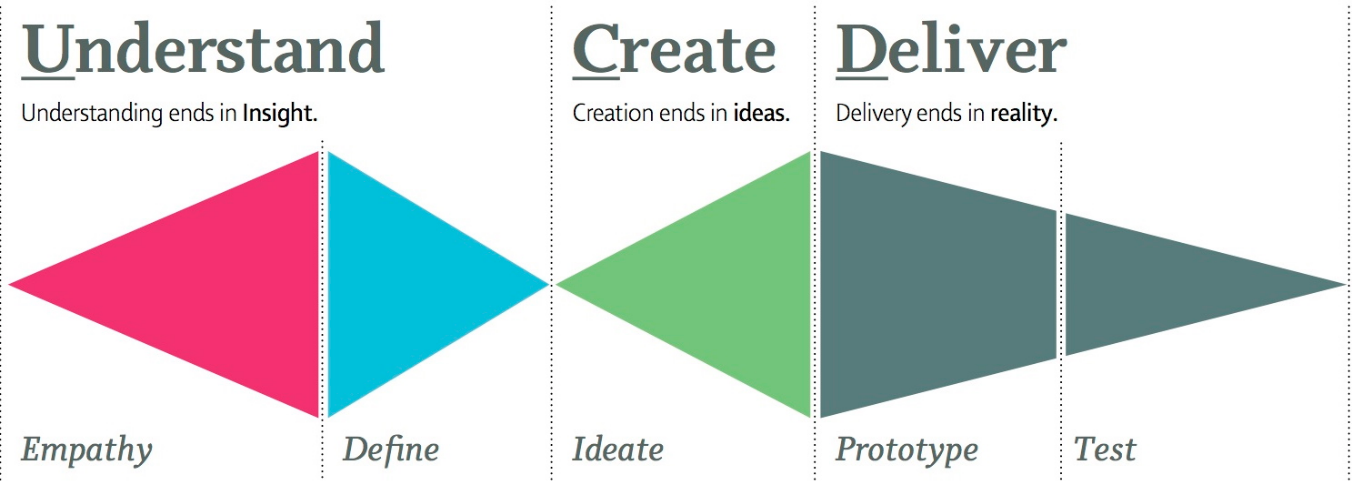 Understand
Understanding ends in Insight.
Create
Creation ends in ideas.
Deliver
Delivery ends in reality.
Empathy
Define
Ideate
Prototype
Test